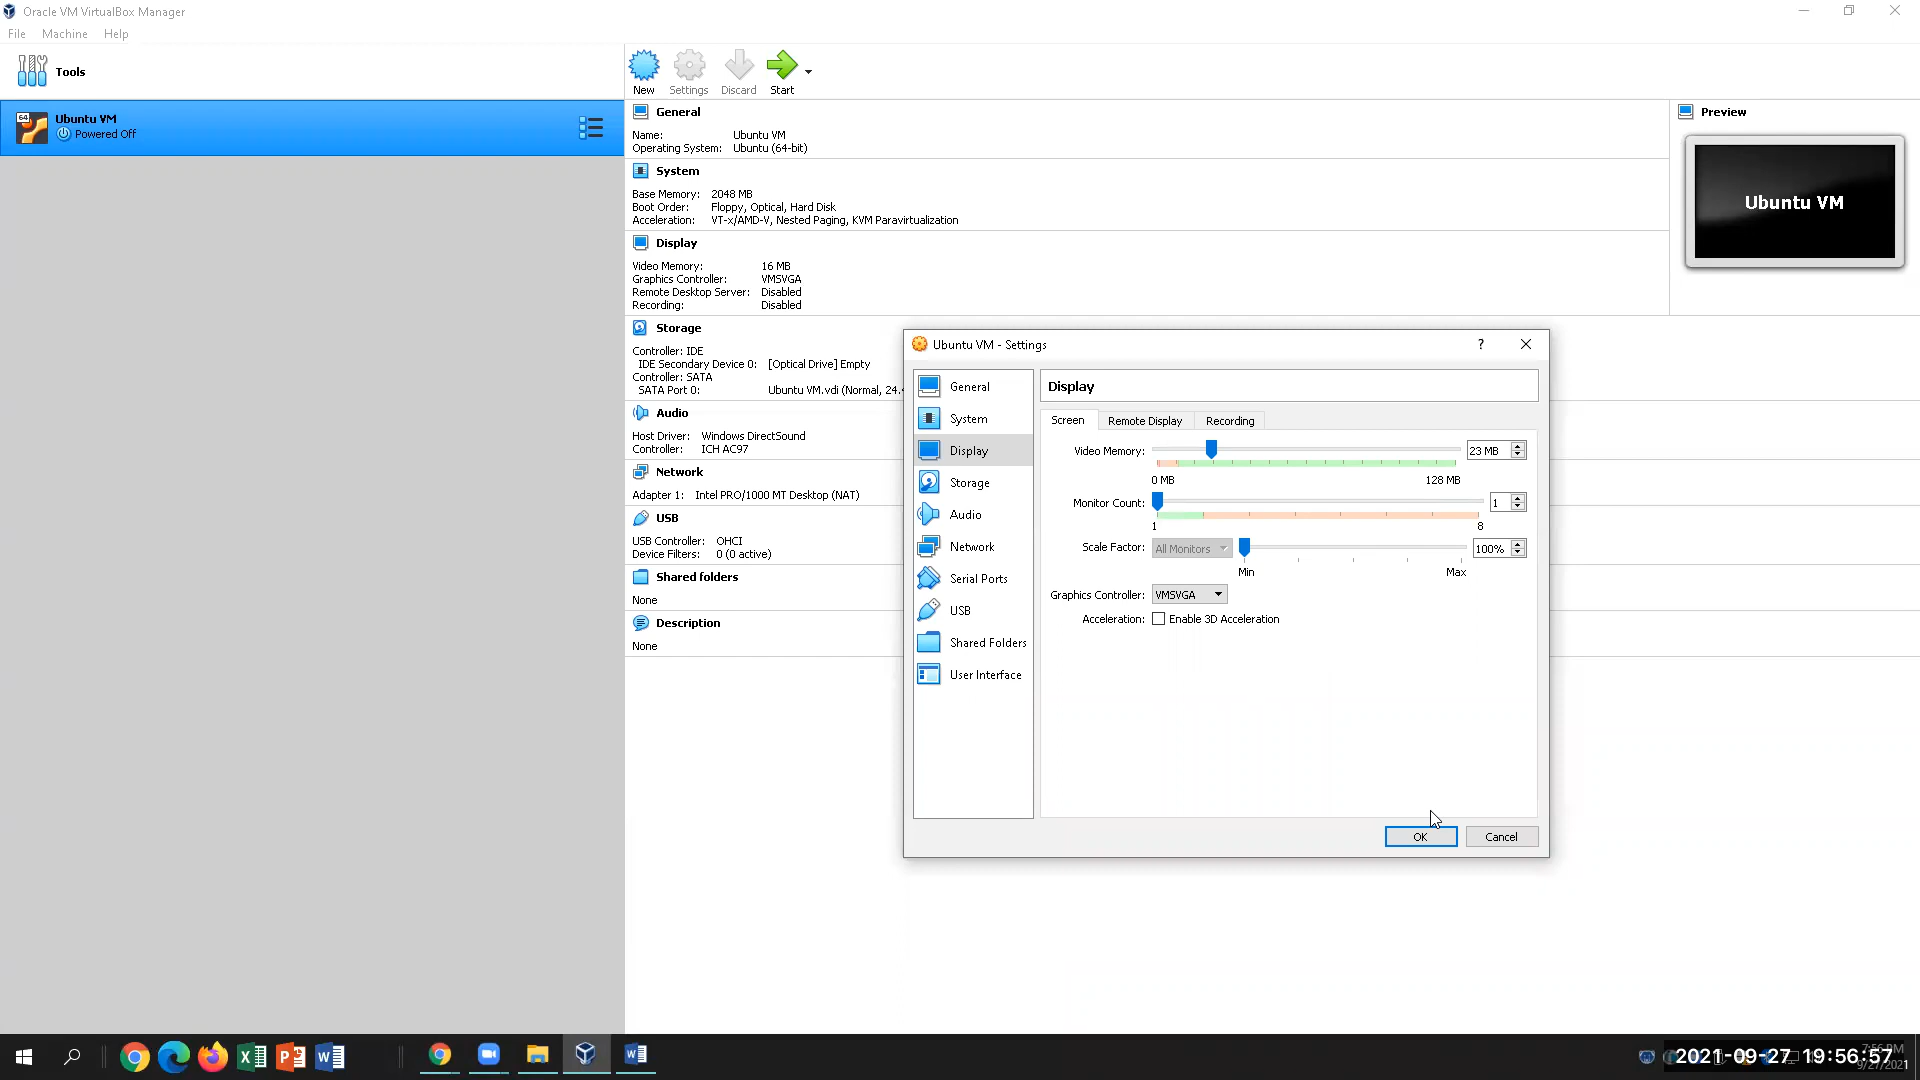 Oracle VM VirtualBox Manager
File Machine Help
Tools
New Settings Discard Start
64
Ubuntu VM
Powered Off
General
Name: Ubuntu VM
Operating System: Ubuntu (64-bit)
System
Base Memory: 2048 MB
Boot Order: Floppy, Optical, Hard Disk
Acceleration: VT-x/AMD-V, Nested Paging, KVM Paravirtualization
Display
Video Memory: 16 MB
Graphics Controller: VMSVGA
Remote Desktop Server: Disabled
Recording: Disabled
Storage
Controller: IDE
IDE Secondary Device 0: [Optical Drive] Empty
Controller: SATA
SATA Port 0: Ubuntu VM.vdi (Normal, 24.
Audio
Host Driver: Windows DirectSound
Controller: ICH AC97
Network
Adapter 1: Intel PRO/1000 MT Desktop (NAT)
USB
USB Controller: OHCI
Device Filters: 0 (0 active)
Shared folders
None
Description
None
Preview
Ubuntu VM
Ubuntu VM - Settings
?
General
System
Display
Storage
Audio
Network
Serial Ports
USB
Shared Folders
User Interface
Display
Screen Remote Display Recording
Video Memory: 23 MB
0 MB 128 MB
Monitor Count: 1
1 8
Scale Factor: All Monitors 100%
Min Max
Graphics Controller: VMSVGA
Acceleration: Enable 3D Acceleration
OK Cancel
2021-09-27 19:56:57